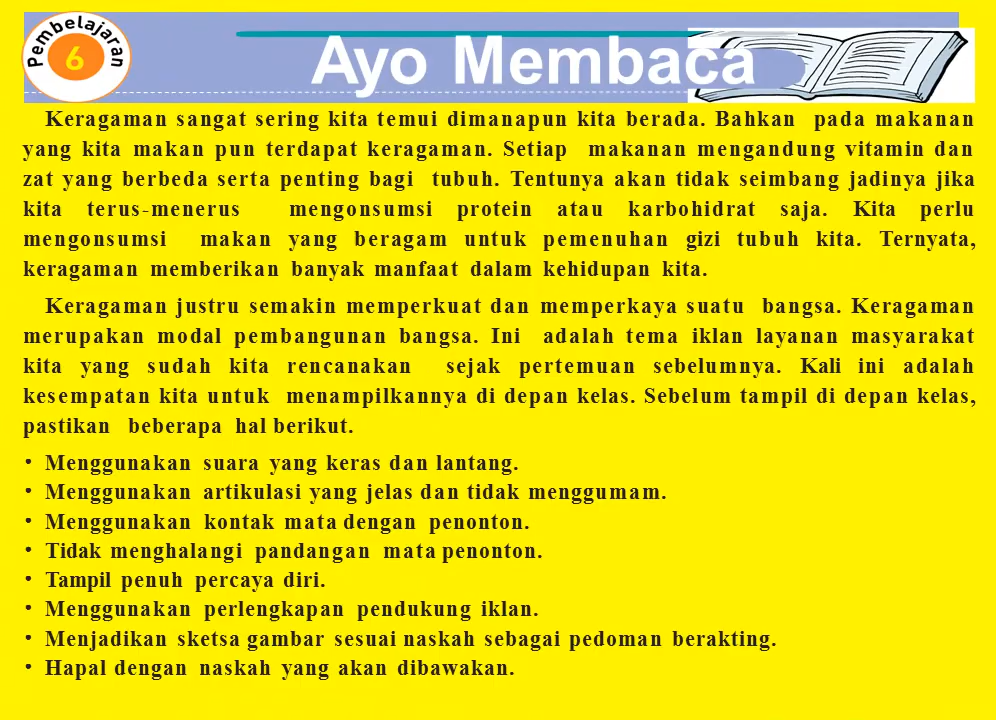 Pembelajaran
6
Ayo Membaca
Keragaman sangat sering kita temui dimanapun kita berada. Bahkan pada makanan
yang kita makan pun terdapat keragaman. Setiap makanan mengandung vitamin dan
zat yang berbeda serta penting bagi tubuh. Tentunya akan tidak seimbang jadinya jika
kita terus-menerus mengonsumsi protein atau karbohidrat saja. Kita perlu
mengonsumsi makan yang beragam untuk pemenuhan gizi tubuh kita. Ternyata,
keragaman memberikan banyak manfaat dalam kehidupan kita.
Keragaman justru semakin memperkuat dan memperkaya suatu bangsa. Keragaman
merupakan modal pembangunan bangsa. Ini adalah tema iklan layanan masyarakat
kita yang sudah kita rencanakan sejak pertemuan sebelumnya. Kali ini adalah
kesempatan kita untuk menampilkannya di depan kelas. Sebelum tampil di depan kelas,
pastikan beberapa hal berikut.
• Menggunakan suara yang keras dan lantang.
• Menggunakan artikulasi yang jelas dan tidak menggumam.
• Menggunakan kontak mata dengan penonton.
• Tidak menghalangi pandangan mata penonton.
• Tampil penuh percaya diri.
• Menggunakan perlengkapan pendukung iklan.
• Menjadikan sketsa gambar sesuai naskah sebagai pedoman berakting.
• Hapal dengan naskah yang akan dibawakan.